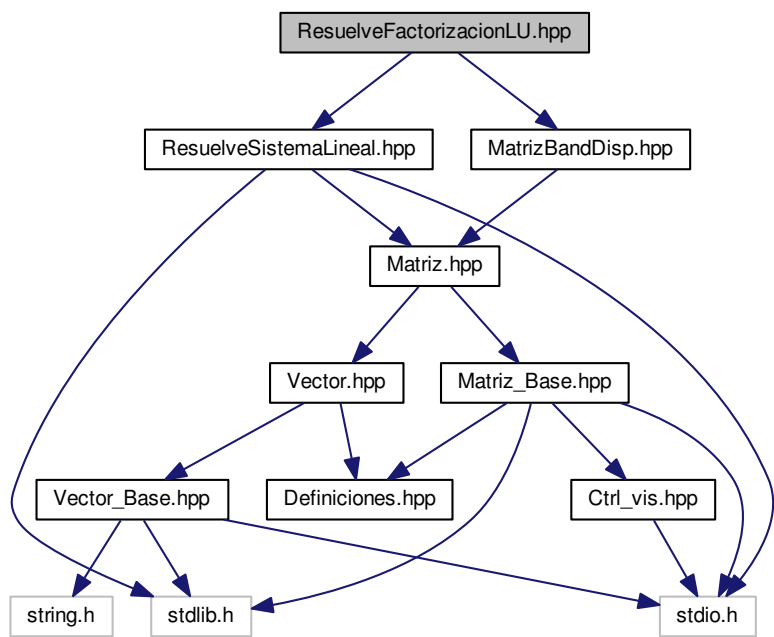 ResuelveFactorizacionLU.hpp
ResuelveSistemaLineal.hpp
MatrizBandDisp.hpp
Matriz.hpp
Vector.hpp
Matriz_Base.hpp
Vector_Base.hpp
Definiciones.hpp
Ctrl_vis.hpp
string.h
stdlib.h
stdio.h